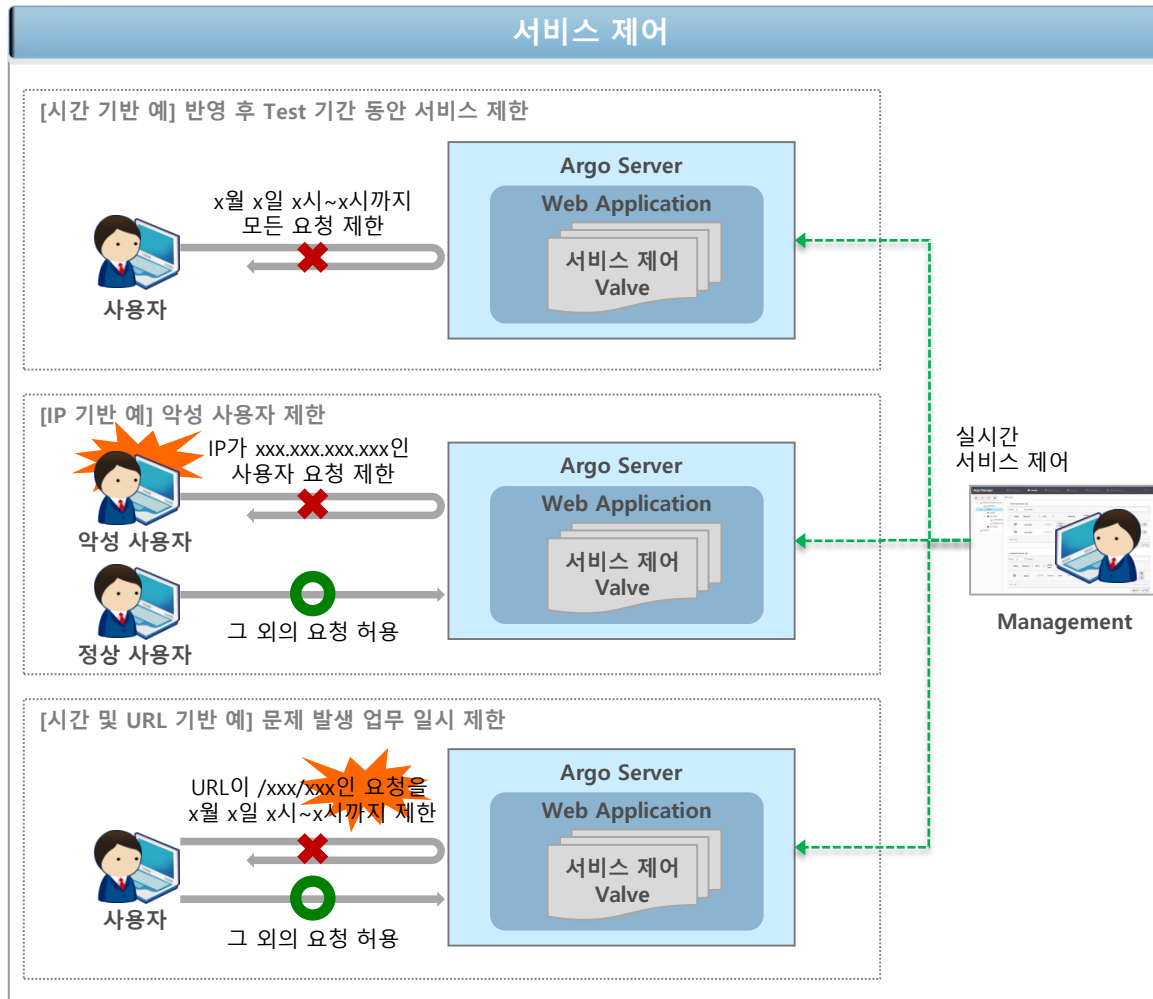 서비스 제어
[시간 기반 예] 반영 후 Test 기간 동안 서비스 제한
x월 x일 x시~x시까지
모든 요청 제한
사용자
Argo Server
Web Application
서비스 제어
Valve
[IP 기반 예] 악성 사용자 제한
IP가 xxx.xxx.xxx.xxx인
사용자 요청 제한
악성 사용자
그 외의 요청 허용
정상 사용자
Argo Server
Web Application
서비스 제어
Valve
실시간
서비스 제어
Argo Manager
Management
[시간 및 URL 기반 예] 문제 발생 업무 일시 제한
URL이 /xxx/xxx인 요청을
x월 x일 x시~x시까지 제한
사용자
그 외의 요청 허용
Argo Server
Web Application
서비스 제어
Valve